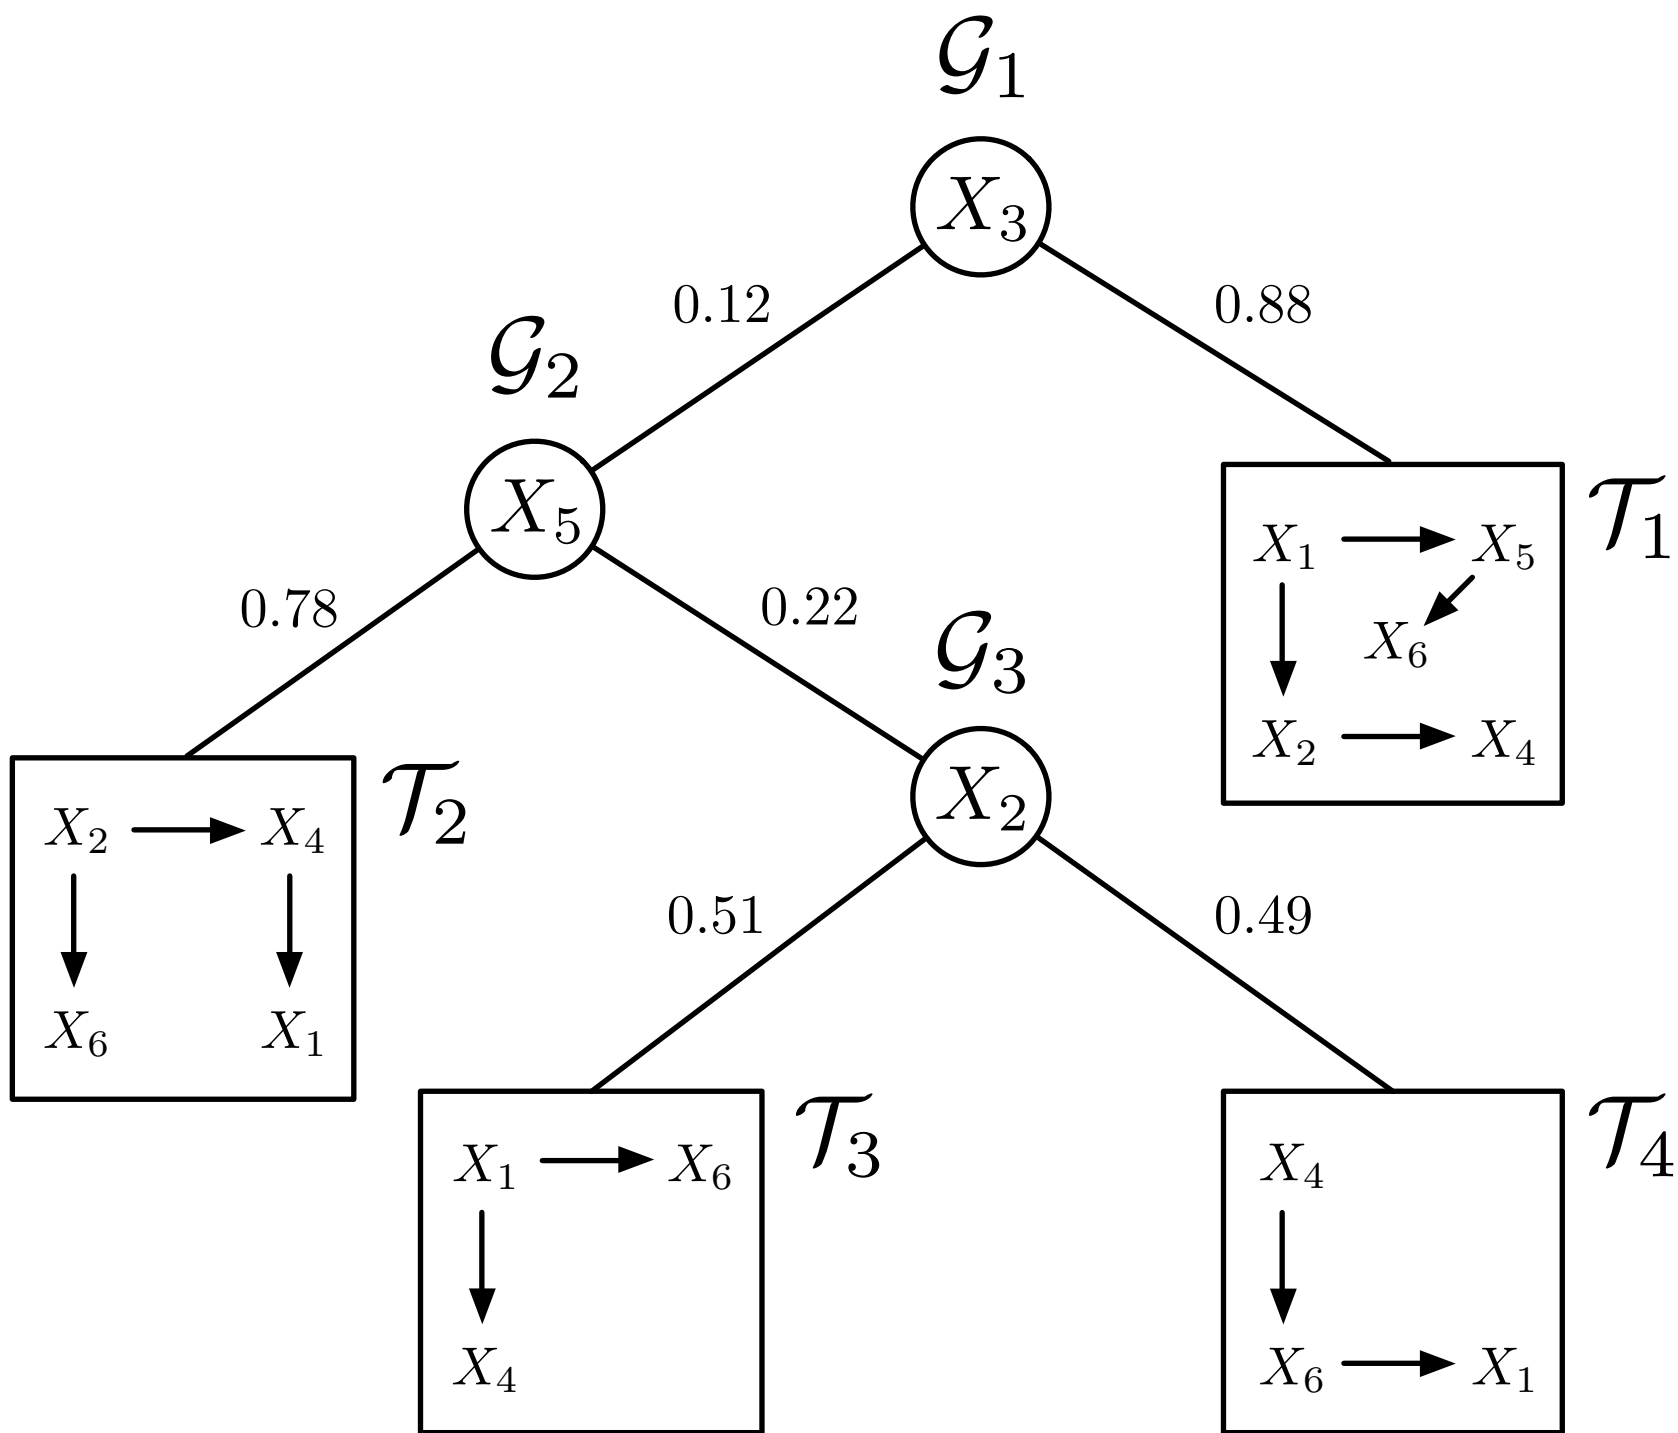 𝒢₁
X₃
0.12 0.88
𝒢₂
X₅
𝒯₁
X₁ X₅
X₆
X₂ X₄
0.78 0.22
𝒢₃
X₂
𝒯₂
X₂ X₄
X₆ X₁
0.51 0.49
𝒯₃
X₁ X₆
X₄
𝒯₄
X₄
X₆ X₁